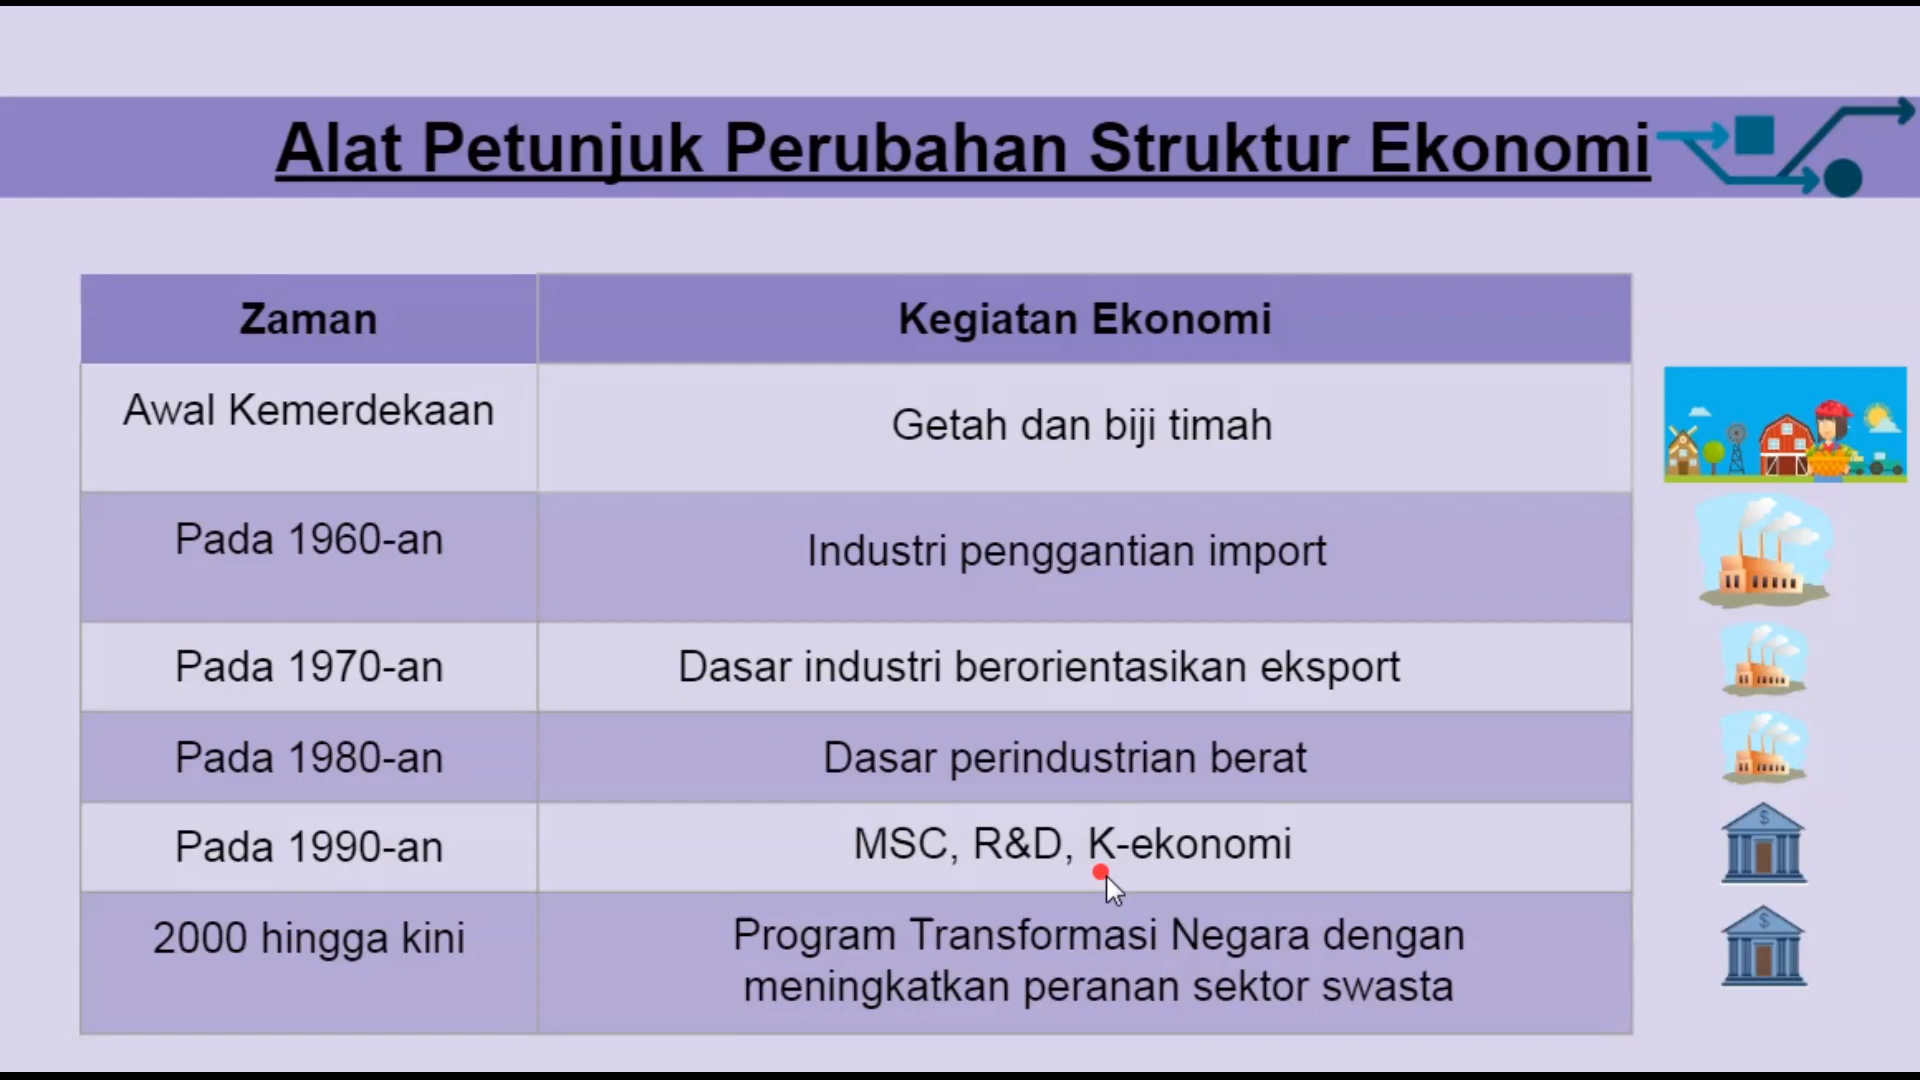 Alat Petunjuk Perubahan Struktur Ekonomi
Zaman
Kegiatan Ekonomi
Awal Kemerdekaan
Getah dan biji timah
Pada 1960-an
Industri penggantian import
Pada 1970-an
Dasar industri berorientasikan eksport
Pada 1980-an
Dasar perindustrian berat
Pada 1990-an
MSC, R&D, K-ekonomi
2000 hingga kini
Program Transformasi Negara dengan
meningkatkan peranan sektor swasta